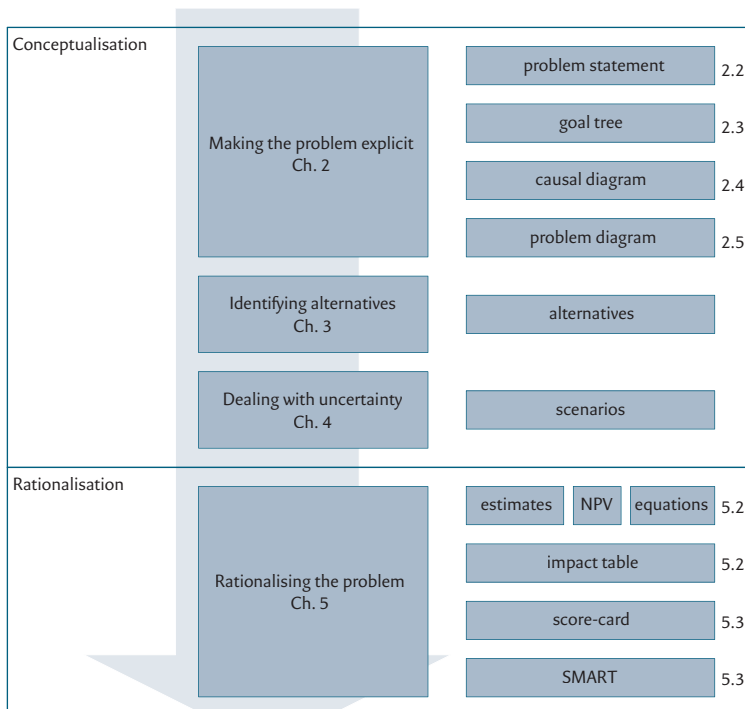 Conceptualisation
Making the problem explicit
Ch. 2
problem statement
2.2
goal tree
2.3
causal diagram
2.4
problem diagram
2.5
Identifying alternatives
Ch. 3
alternatives
Dealing with uncertainty
Ch. 4
scenarios
Rationalisation
Rationalising the problem
Ch. 5
estimates NPV equations 5.2
impact table
5.2
score-card
5.3
SMART
5.3